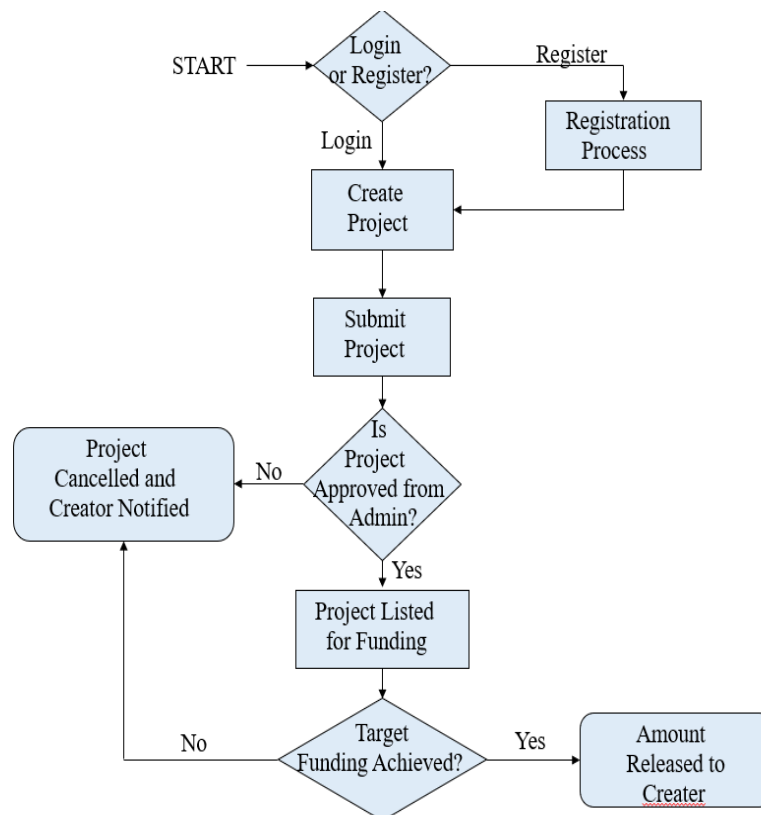 Login
or Register?
START
Register
Registration
Process
Login
Create
Project
Submit
Project
Is
Project
Approved from
Admin?
No
Project
Cancelled and
Creator Notified
Yes
Project Listed
for Funding
Target
Funding Achieved?
No
Yes
Amount
Released to
Creater